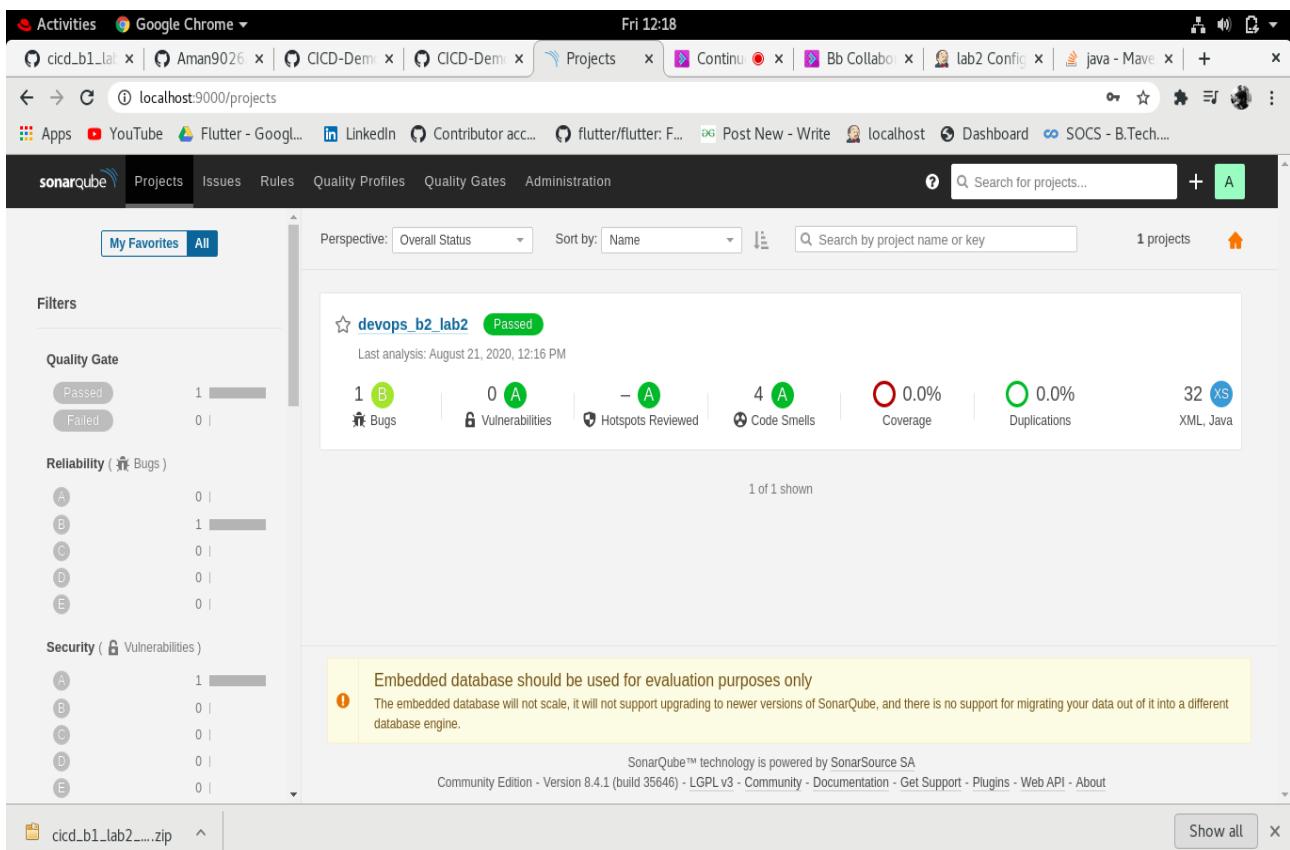 Activities Google Chrome Fri 12:18
cicd_b1_lab Aman9026 CICD-Demo CICD-Demo Projects Continu Bb Collabor lab2 Config java - Mave
localhost:9000/projects
Apps YouTube Flutter - Googl... LinkedIn Contributor acc... flutter/flutter: F... Post New - Write localhost Dashboard SOCS - B.Tech....
sonarqube Projects Issues Rules Quality Profiles Quality Gates Administration Search for projects... + A
My Favorites All Perspective: Overall Status Sort by: Name Search by project name or key 1 projects
Filters
Quality Gate
Passed 1
Failed 0
Reliability ( Bugs )
A 0
B 1
C 0
D 0
E 0
Security ( Vulnerabilities )
A 1
B 0
C 0
D 0
E 0
devops_b2_lab2 Passed
Last analysis: August 21, 2020, 12:16 PM
1 B 0 A – A 4 A 0.0% 0.0% 32 XS
Bugs Vulnerabilities Hotspots Reviewed Code Smells Coverage Duplications XML, Java
1 of 1 shown
Embedded database should be used for evaluation purposes only
The embedded database will not scale, it will not support upgrading to newer versions of SonarQube, and there is no support for migrating your data out of it into a different
database engine.
SonarQube™ technology is powered by SonarSource SA
Community Edition - Version 8.4.1 (build 35646) - LGPL v3 - Community - Documentation - Get Support - Plugins - Web API - About
cicd_b1_lab2_....zip Show all